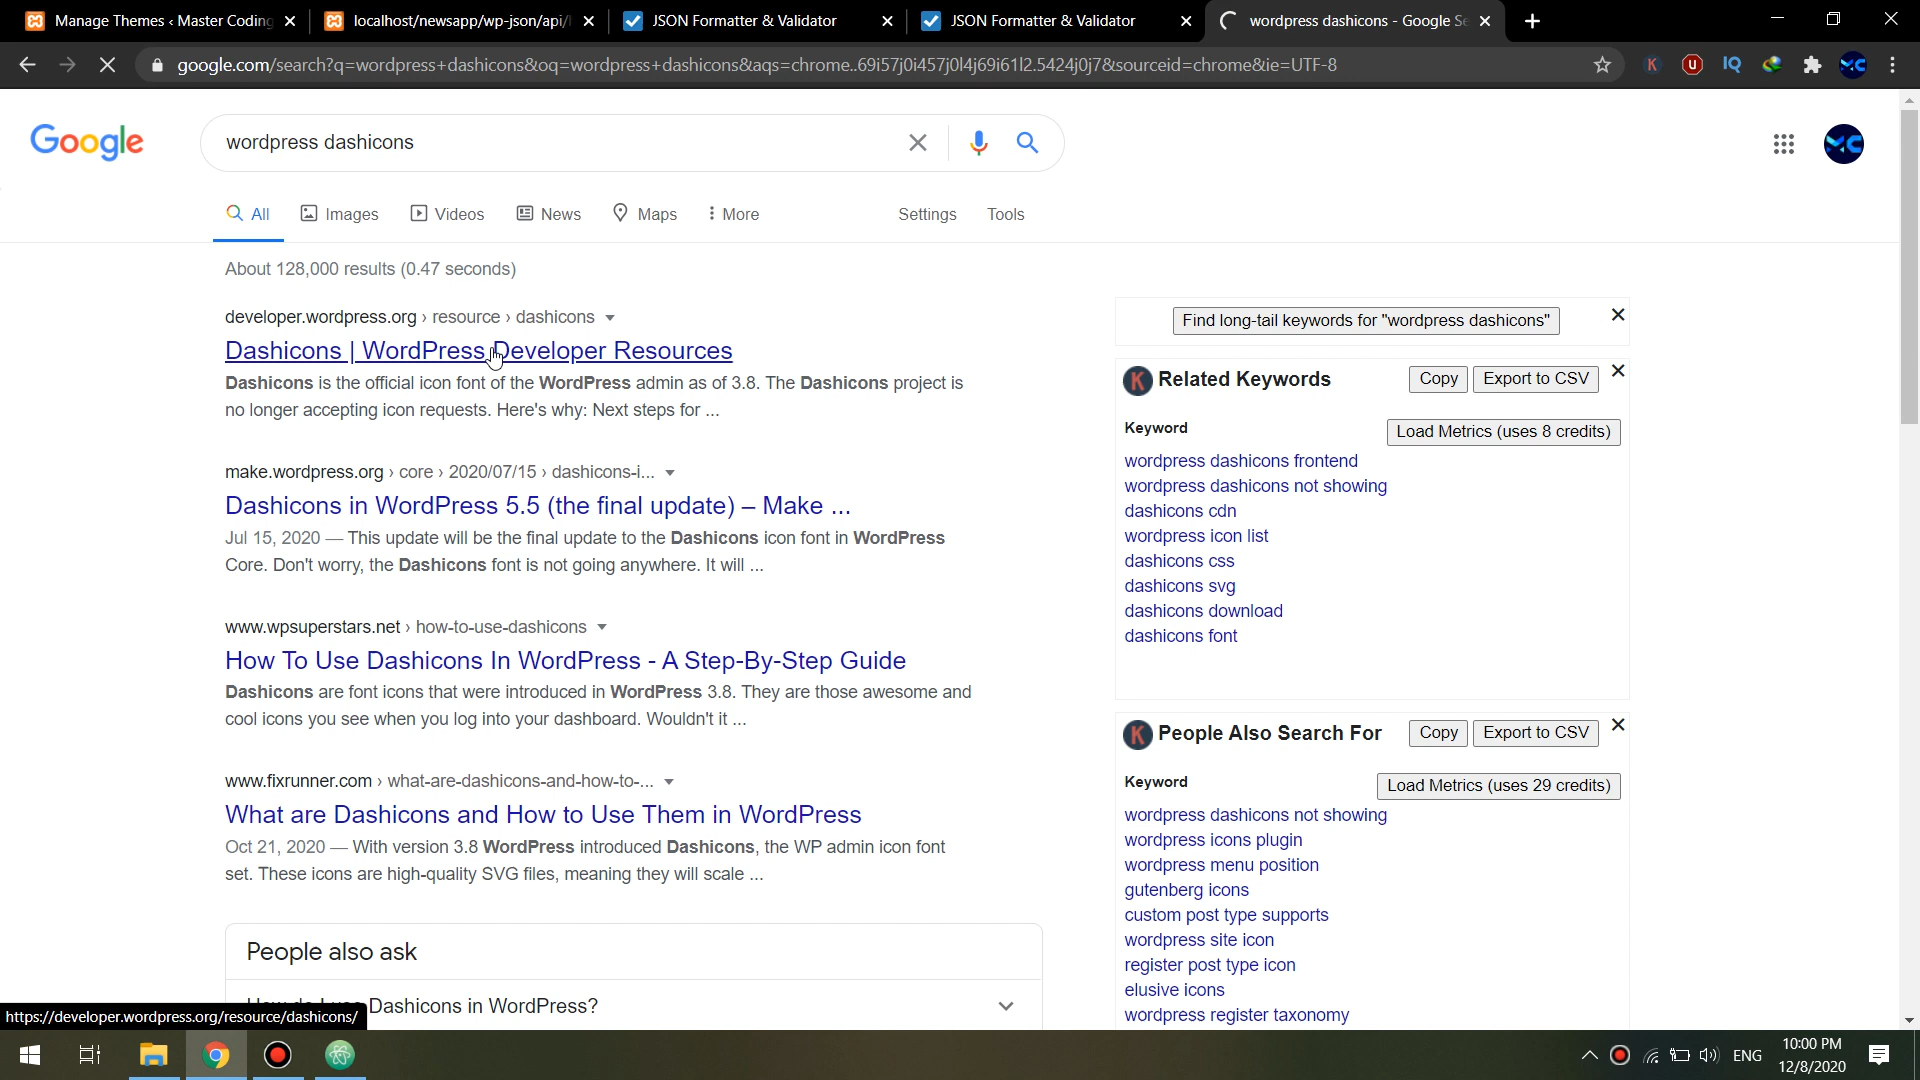 Manage Themes ‹ Master Coding
localhost/newsapp/wp-json/api/
JSON Formatter & Validator
JSON Formatter & Validator
wordpress dashicons - Google Se
google.com/search?q=wordpress+dashicons&oq=wordpress+dashicons&aqs=chrome..69i57j0i457j0l4j69i61l2.5424j0j7&sourceid=chrome&ie=UTF-8
Google
wordpress dashicons
All
Images
Videos
News
Maps
More
Settings
Tools
About 128,000 results (0.47 seconds)
developer.wordpress.org › resource › dashicons
Dashicons | WordPress Developer Resources
Dashicons is the official icon font of the WordPress admin as of 3.8. The Dashicons project is
no longer accepting icon requests. Here's why: Next steps for ...
make.wordpress.org › core › 2020/07/15 › dashicons-i...
Dashicons in WordPress 5.5 (the final update) – Make ...
Jul 15, 2020 — This update will be the final update to the Dashicons icon font in WordPress
Core. Don't worry, the Dashicons font is not going anywhere. It will ...
www.wpsuperstars.net › how-to-use-dashicons
How To Use Dashicons In WordPress - A Step-By-Step Guide
Dashicons are font icons that were introduced in WordPress 3.8. They are those awesome and
cool icons you see when you log into your dashboard. Wouldn't it ...
www.fixrunner.com › what-are-dashicons-and-how-to-...
What are Dashicons and How to Use Them in WordPress
Oct 21, 2020 — With version 3.8 WordPress introduced Dashicons, the WP admin icon font
set. These icons are high-quality SVG files, meaning they will scale ...
People also ask
Dashicons in WordPress?
Find long-tail keywords for "wordpress dashicons"
K Related Keywords
Copy
Export to CSV
Keyword
Load Metrics (uses 8 credits)
wordpress dashicons frontend
wordpress dashicons not showing
dashicons cdn
wordpress icon list
dashicons css
dashicons svg
dashicons download
dashicons font
K People Also Search For
Copy
Export to CSV
Keyword
Load Metrics (uses 29 credits)
wordpress dashicons not showing
wordpress icons plugin
wordpress menu position
gutenberg icons
custom post type supports
wordpress site icon
register post type icon
elusive icons
wordpress register taxonomy
https://developer.wordpress.org/resource/dashicons/
ENG
10:00 PM
12/8/2020